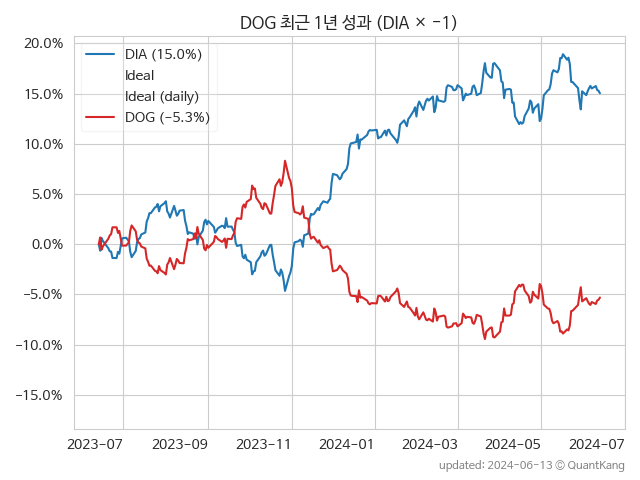 DOG 최근 1년 성과 (DIA × −1)
20.0%
15.0%
10.0%
5.0%
0.0%
−5.0%
−10.0%
−15.0%
DIA (15.0%)
Ideal
Ideal (daily)
DOG (−5.3%)
2023-07
2023-09
2023-11
2024-01
2024-03
2024-05
2024-07
updated: 2024-06-13 © QuantKang